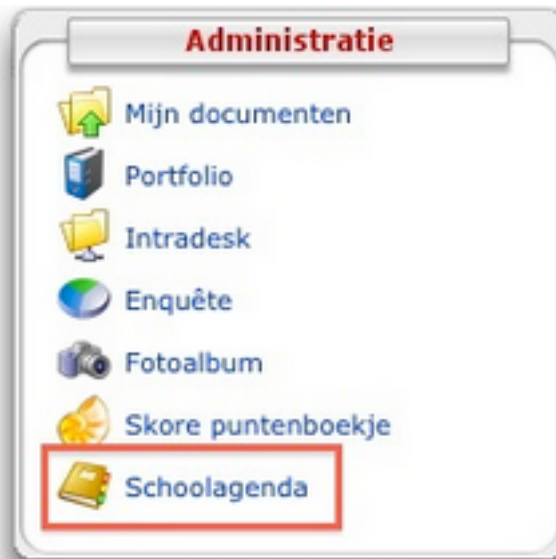 Administratie
Mijn documenten
Portfolio
Intradesk
Enquête
Fotoalbum
Skore puntenboekje
Schoolagenda